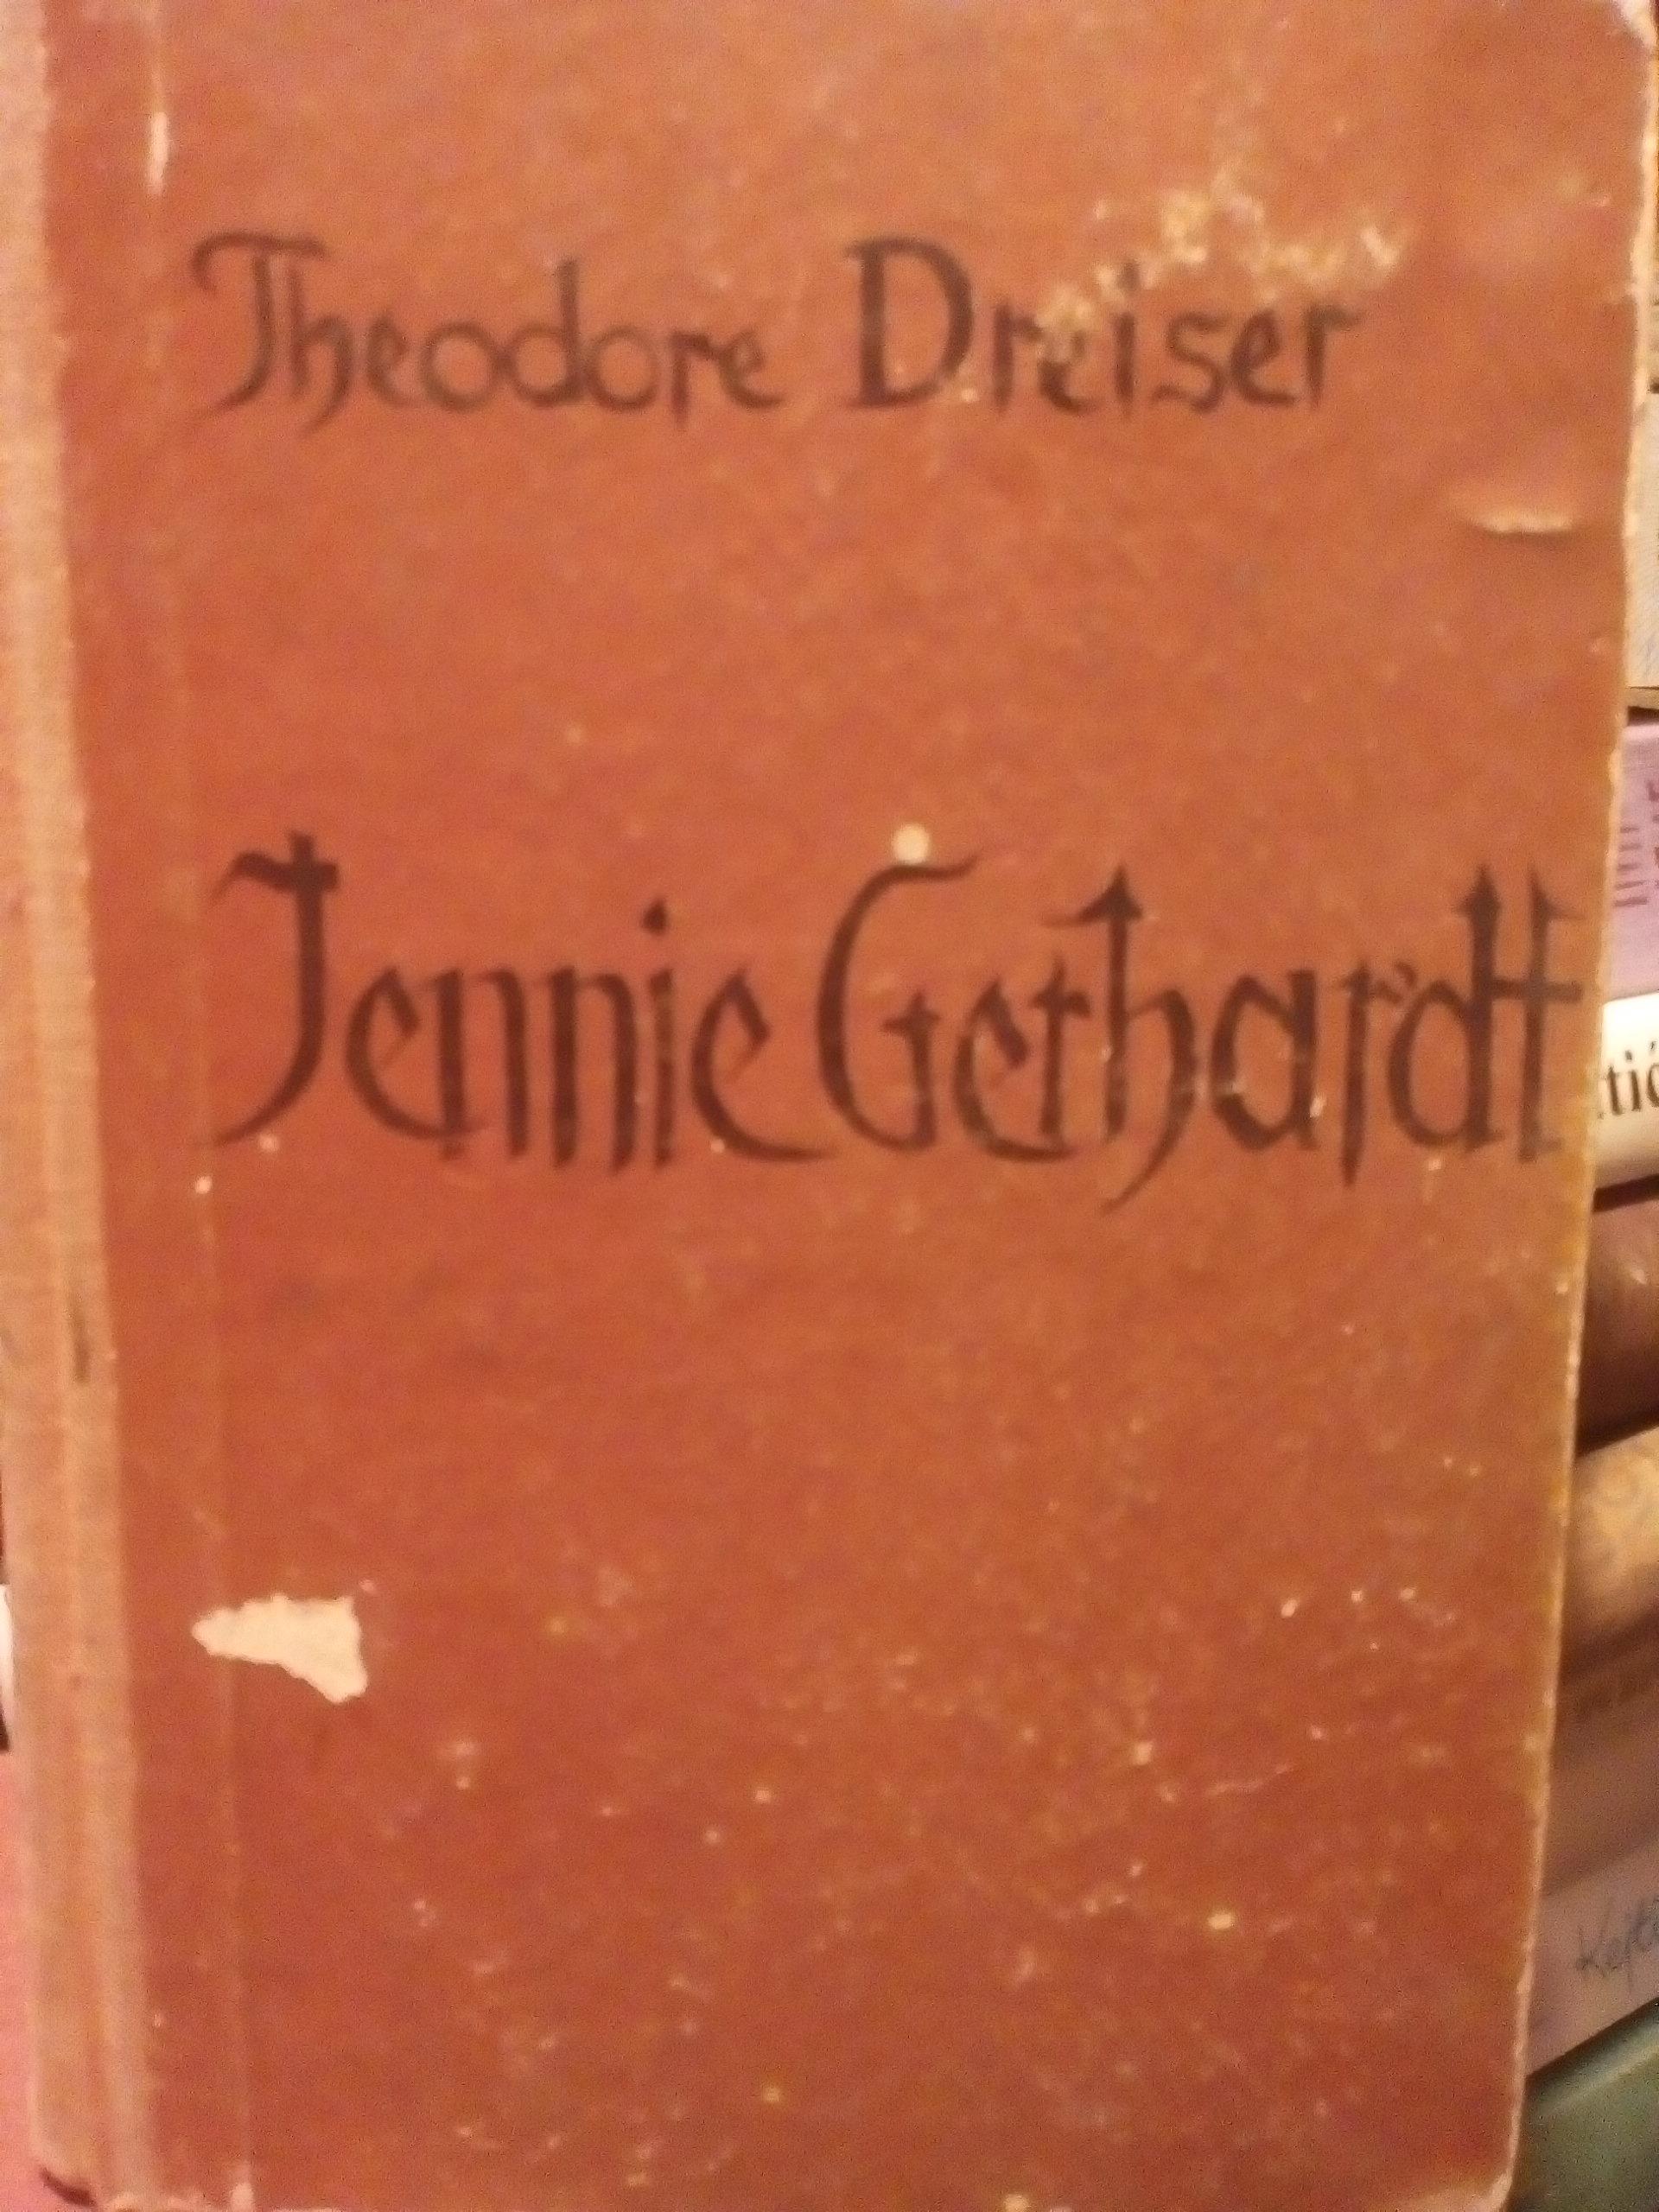 Theodore Dreiser
Jennie Gerhardt